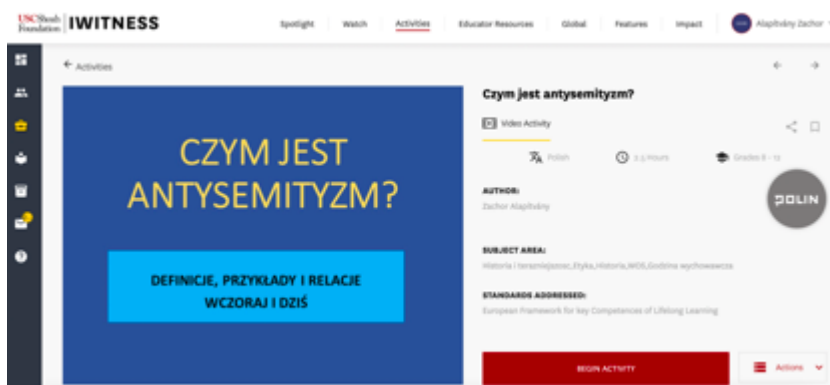 USC Shoah Foundation IWITNESS
Spotlight Watch Activities Educator Resources Global Features Impact Alapítvány Zachor
← Activities
CZYM JEST
ANTYSEMITYZM?
DEFINICJE, PRZYKŁADY I RELACJE
WCZORAJ I DZIŚ
Czym jest antysemityzm?
Video Activity
Polish Hours Grades 8 - 12
AUTHOR:
Zachor Alapítvány
POLIN
SUBJECT AREA:
Historia i teraźniejszość,Etyka,Historia,WOS,Godzina wychowawcza
STANDARDS ADDRESSED:
European Framework for key Competences of Lifelong Learning
BEGIN ACTIVITY
Actions